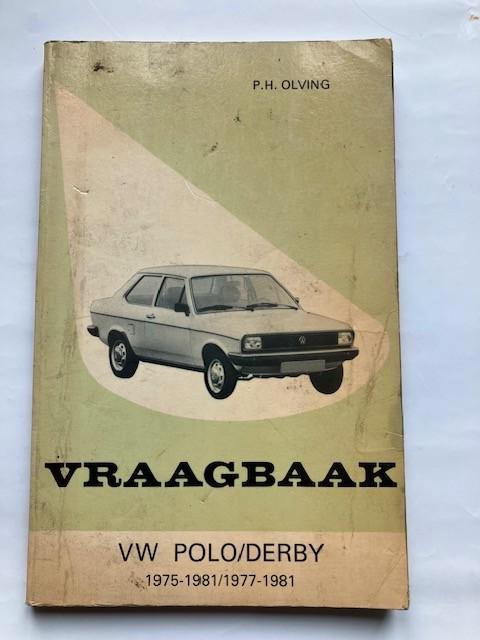 P.H. OLVING
VRAAGBAAK
VW POLO/DERBY
1975-1981/1977-1981